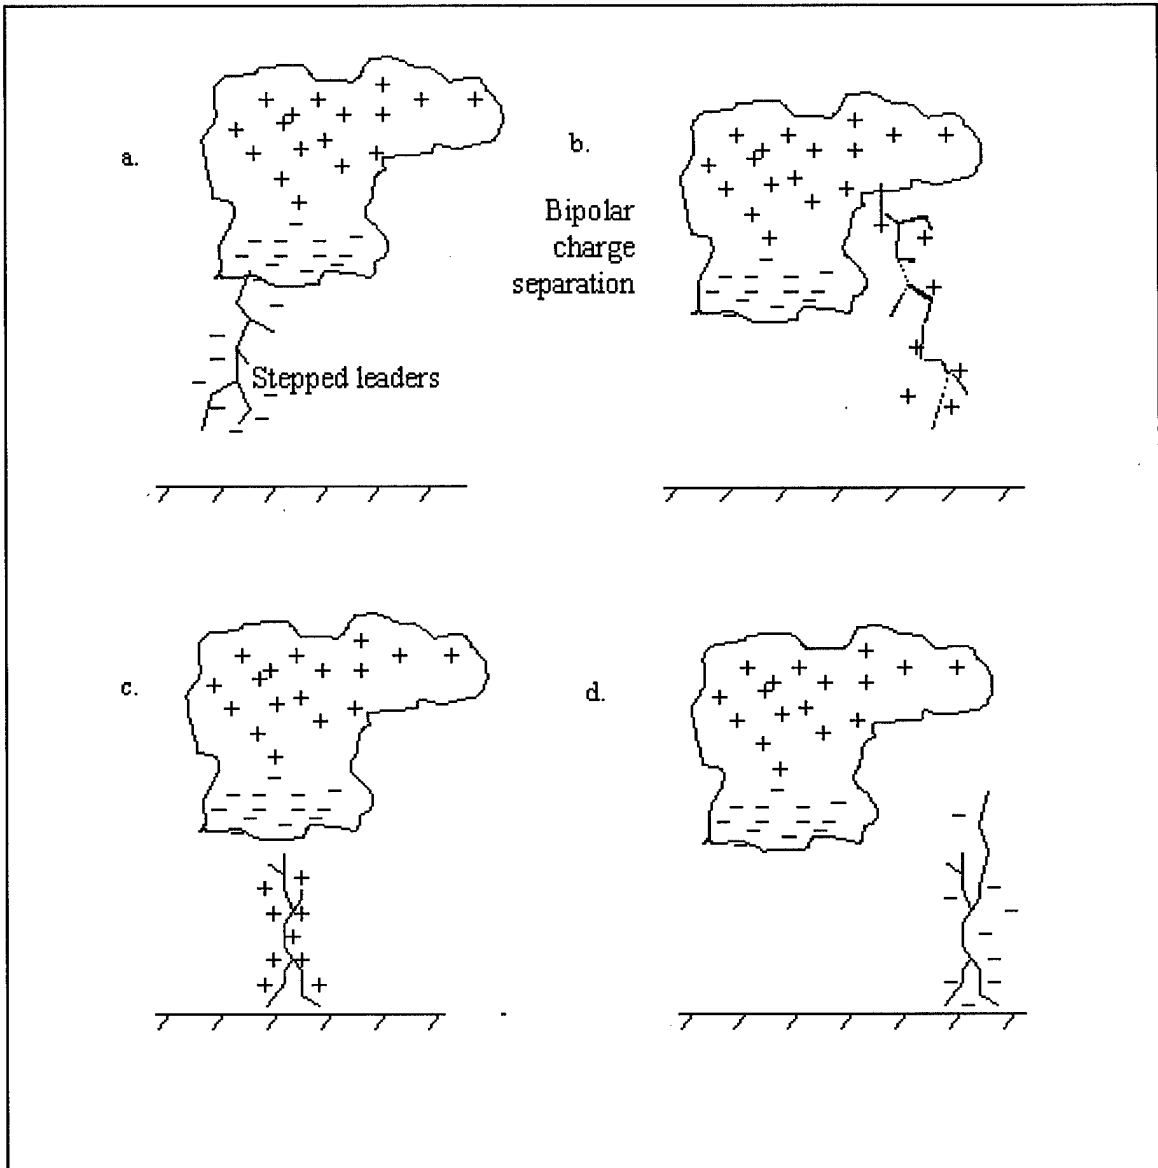 a.
b.
Bipolar
charge
separation
Stepped leaders
c.
d.